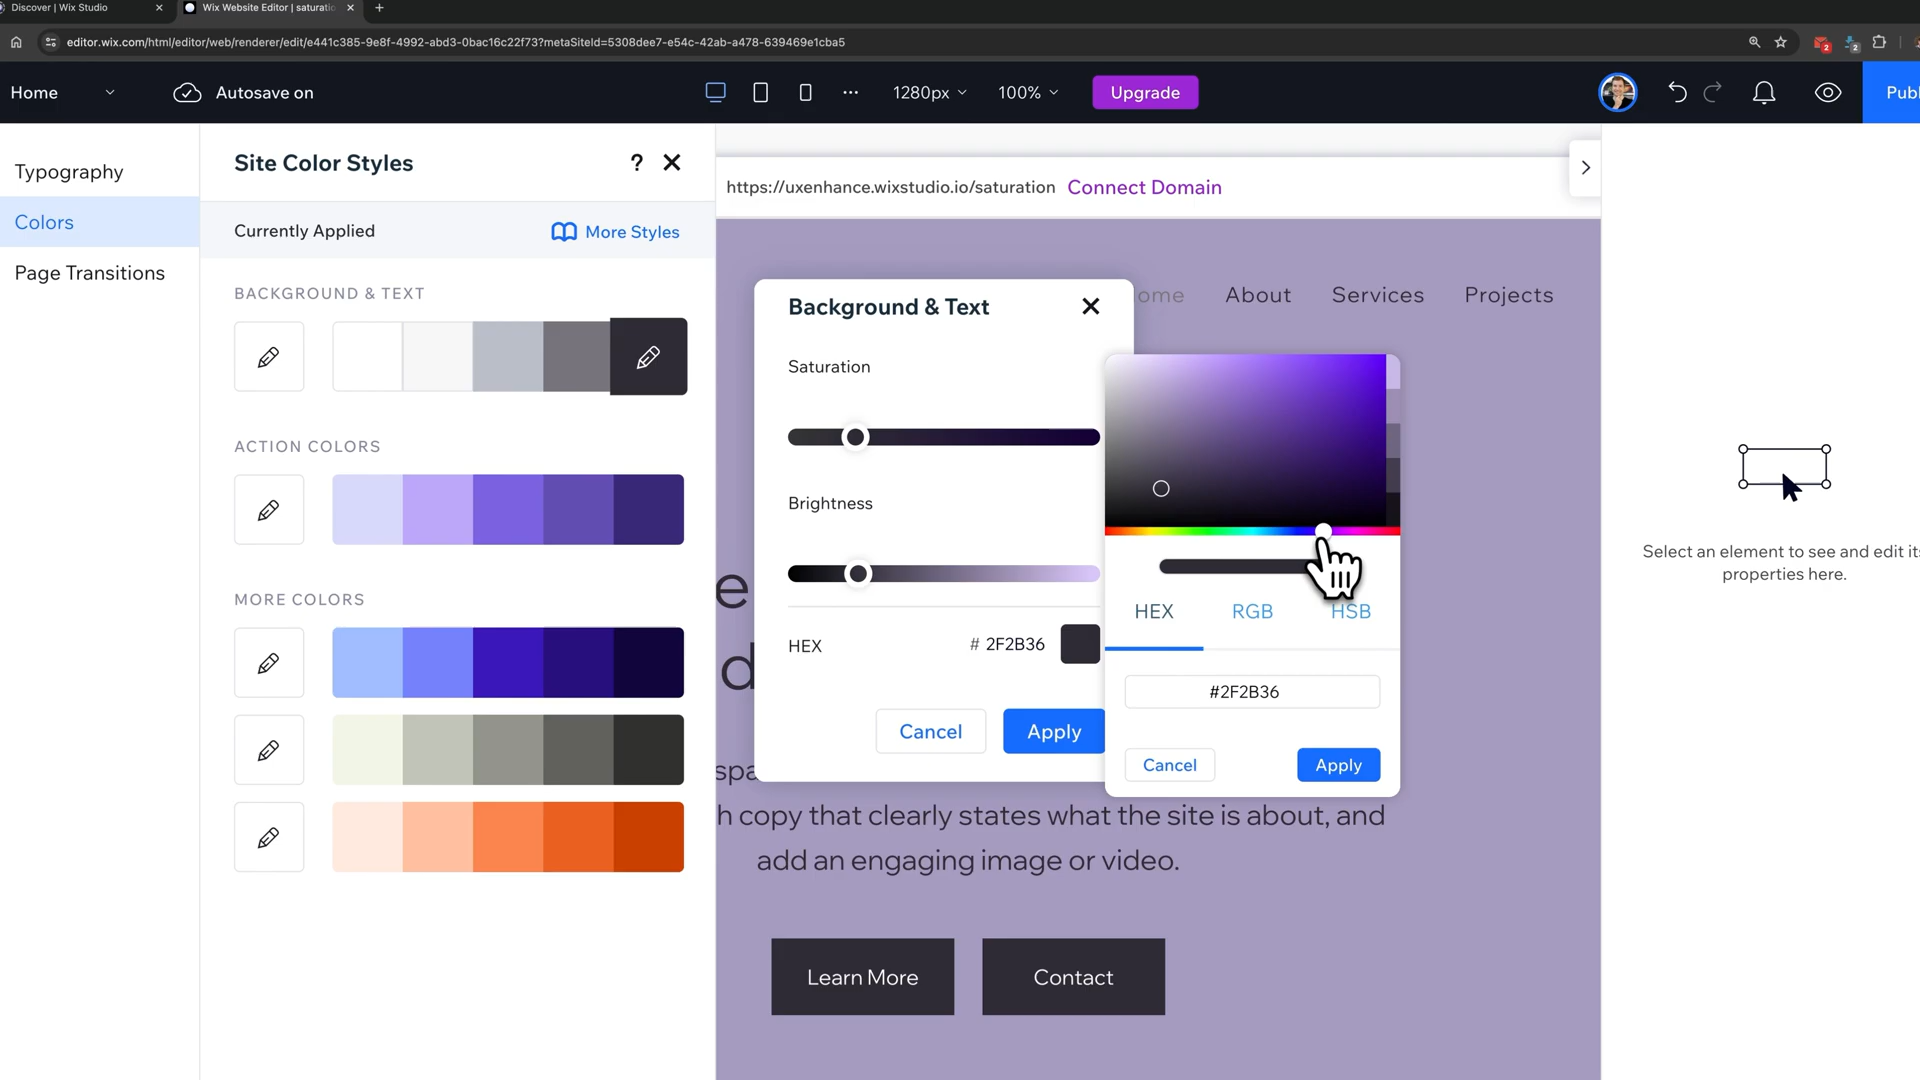 Discover | Wix Studio
Wix Website Editor | saturatio
editor.wix.com/html/editor/web/renderer/edit/e441c385-9e8f-4992-abd3-0bac16c22f73?metaSiteId=5308dee7-e54c-42ab-a478-639469e1cba5
2
2
Home
Autosave on
1280px
100%
Upgrade
Publ
Typography
Colors
Page Transitions
Site Color Styles
?
Currently Applied
More Styles
BACKGROUND & TEXT
ACTION COLORS
MORE COLORS
https://uxenhance.wixstudio.io/saturation Connect Domain
ome About Services Projects
Background & Text
Saturation
Brightness
HEX
# 2F2B36
Cancel
Apply
HEX
RGB
HSB
#2F2B36
Cancel
Apply
e
d
spa
h copy that clearly states what the site is about, and
add an engaging image or video.
Learn More
Contact
Select an element to see and edit its
properties here.